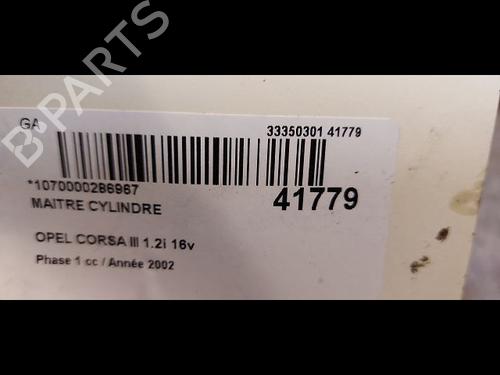 GA
33350301 41779
*1070000286967
41779
MAITRE CYLINDRE
OPEL CORSA III 1.2i 16v
Phase 1 cc / Année 2002
B-PARTS